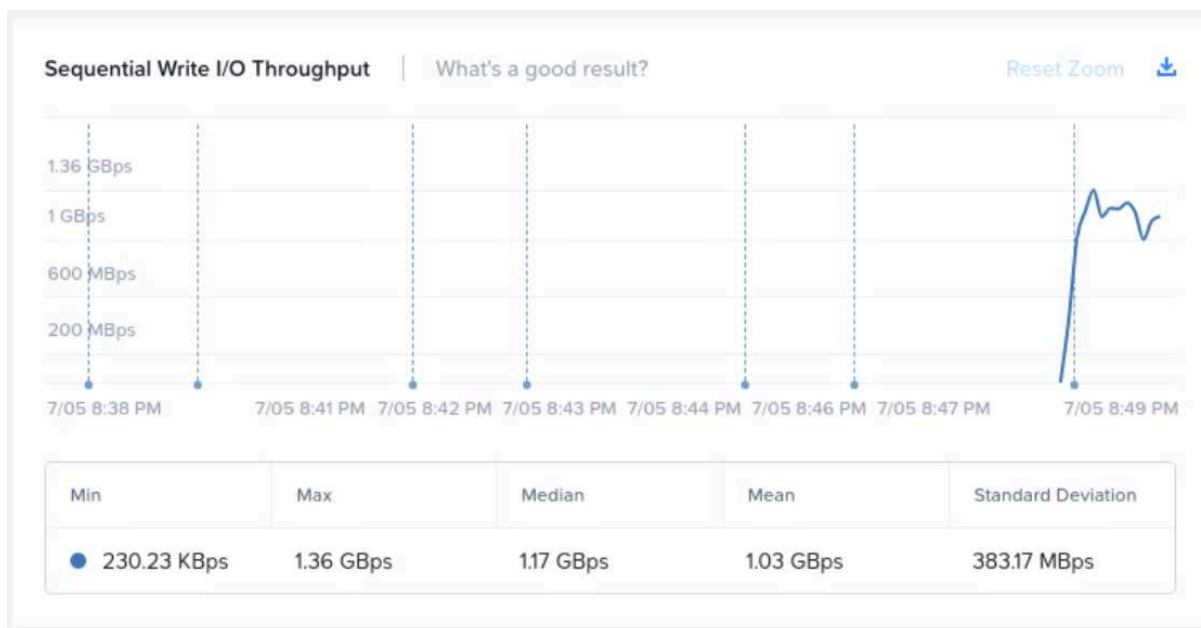 Sequential Write I/O Throughput | What's a good result? Reset Zoom
1.36 GBps
1 GBps
600 MBps
200 MBps
7/05 8:38 PM 7/05 8:41 PM 7/05 8:42 PM 7/05 8:43 PM 7/05 8:44 PM 7/05 8:46 PM 7/05 8:47 PM 7/05 8:49 PM
Min Max Median Mean Standard Deviation
230.23 KBps 1.36 GBps 1.17 GBps 1.03 GBps 383.17 MBps